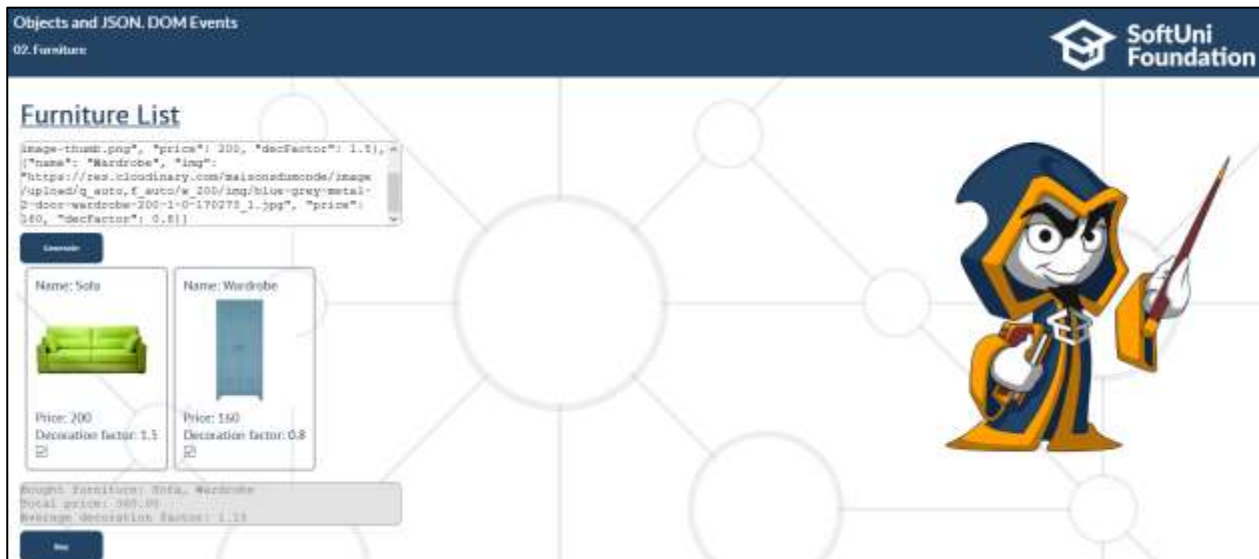 Objects and JSON. DOM Events
02. Furniture
SoftUni
Foundation
Furniture List
image-thumb.png", "price": 200, "decFactor": 1.5},
{"name": "Wardrobe", "img":
"https://res.cloudinary.com/maisonsdumonde/image
/upload/q_auto,f_auto/w_200/img/blue-grey-metal-
2-door-wardrobe-200-1-0-170273_1.jpg", "price":
160, "decFactor": 0.8}]
Generate
Name: Sofa
Price: 200
Decoration factor: 1.5
Name: Wardrobe
Price: 160
Decoration factor: 0.8
Bought furniture: Sofa, Wardrobe
Total price: 360.00
Average decoration factor: 1.15
Buy